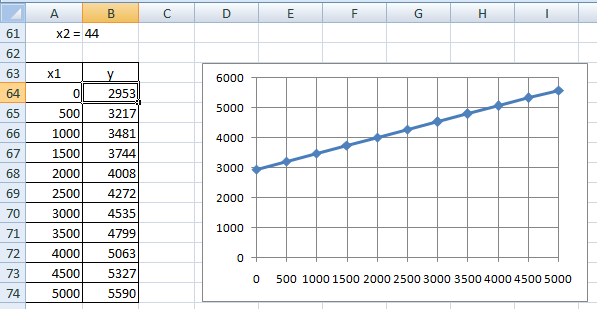 A B C D E F G H I
61 x2 = 44
62
63 x1 y
64 0 2953
65 500 3217
66 1000 3481
67 1500 3744
68 2000 4008
69 2500 4272
70 3000 4535
71 3500 4799
72 4000 5063
73 4500 5327
74 5000 5590
6000
5000
4000
3000
2000
1000
0
0 500 1000 1500 2000 2500 3000 3500 4000 4500 5000